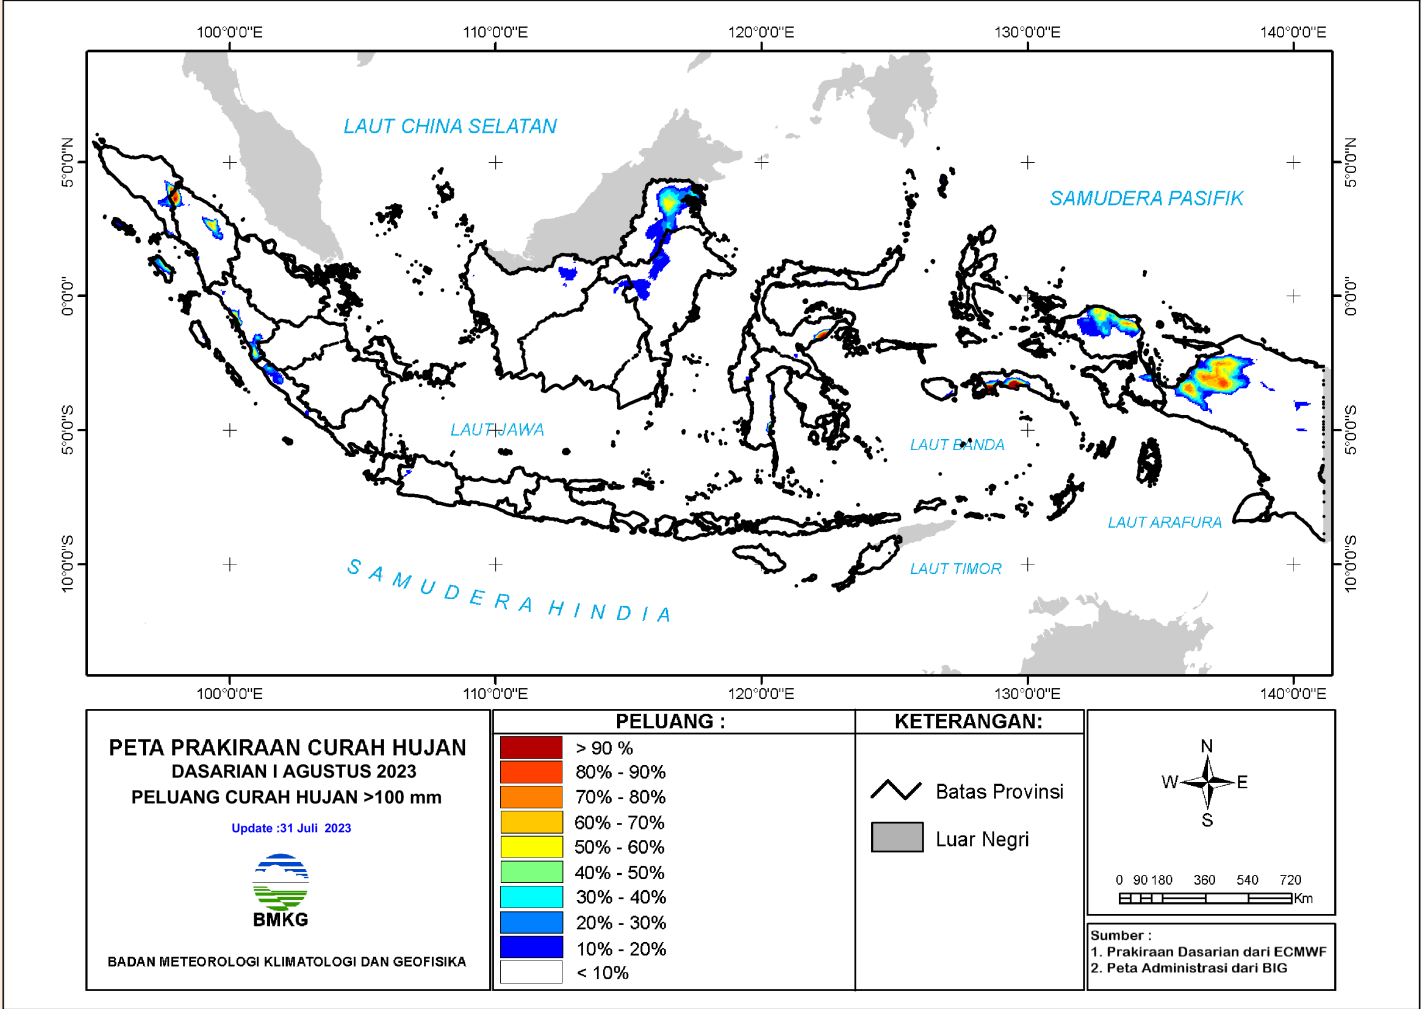 100°0'0"E 110°0'0"E 120°0'0"E 130°0'0"E 140°0'0"E
LAUT CHINA SELATAN
5°0'0"N 5°0'0"N
SAMUDERA PASIFIK
0°0'0" 0°0'0"
LAUT JAWA
5°0'0"S 5°0'0"S
LAUT BANDA
LAUT ARAFURA
10°0'0"S 10°0'0"S
LAUT TIMOR
SAMUDERA HINDIA
100°0'0"E 110°0'0"E 120°0'0"E 130°0'0"E 140°0'0"E
PETA PRAKIRAAN CURAH HUJAN
DASARIAN I AGUSTUS 2023
PELUANG CURAH HUJAN >100 mm
Update :31 Juli 2023
BMKG
BADAN METEOROLOGI KLIMATOLOGI DAN GEOFISIKA
PELUANG :
> 90 %
80% - 90%
70% - 80%
60% - 70%
50% - 60%
40% - 50%
30% - 40%
20% - 30%
10% - 20%
< 10%
KETERANGAN:
Batas Provinsi
Luar Negri
N
W E
S
0 90 180 360 540 720
Km
Sumber :
1. Prakiraan Dasarian dari ECMWF
2. Peta Administrasi dari BIG